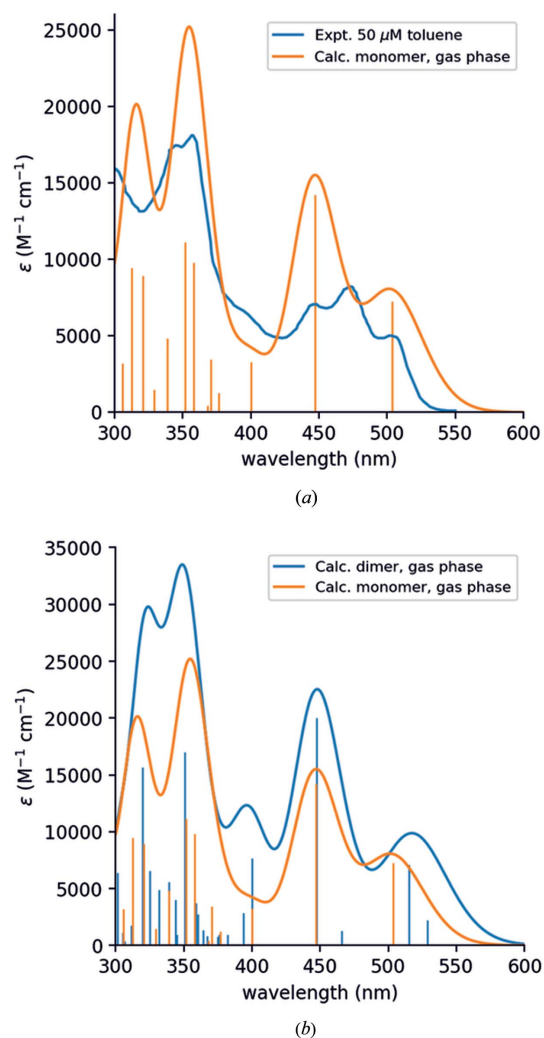 25000
20000
15000
10000
5000
0
ε (M⁻¹ cm⁻¹)
Expt. 50 μM toluene
Calc. monomer, gas phase
300 350 400 450 500 550 600
wavelength (nm)
(a)
35000
30000
25000
20000
15000
10000
5000
0
ε (M⁻¹ cm⁻¹)
Calc. dimer, gas phase
Calc. monomer, gas phase
300 350 400 450 500 550 600
wavelength (nm)
(b)